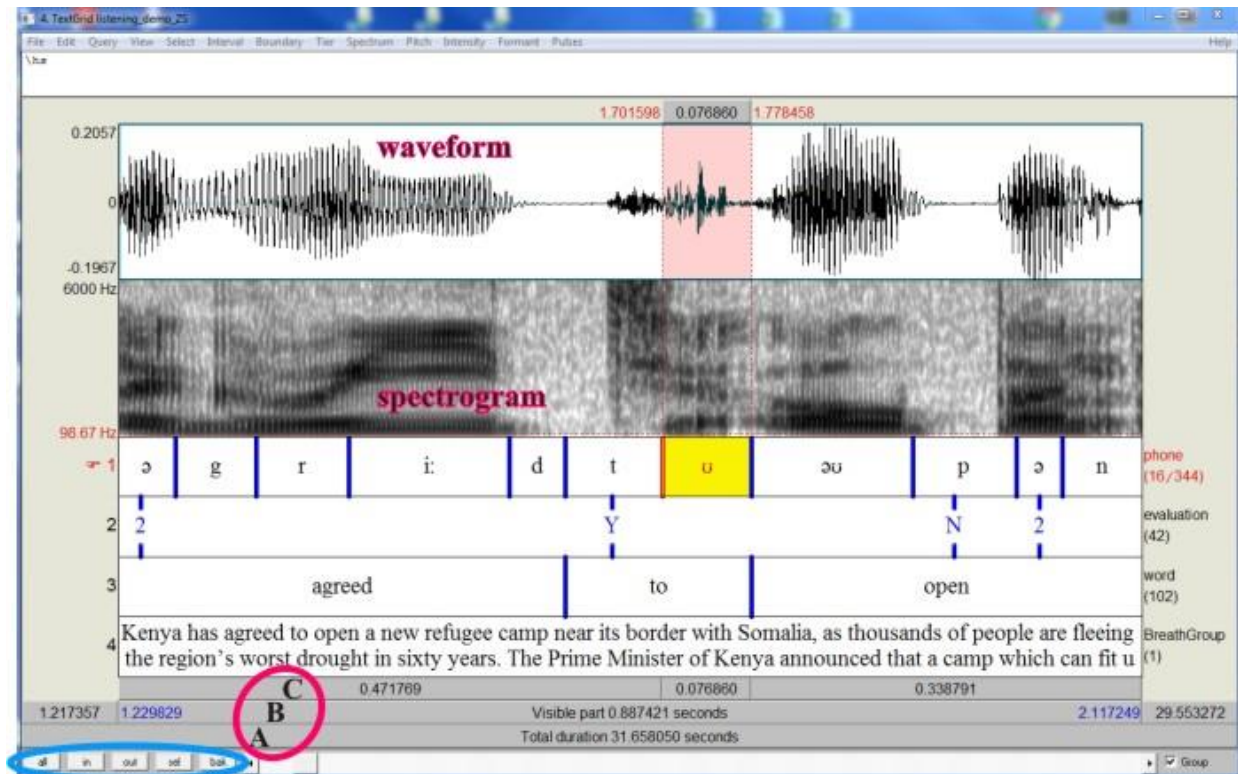 4. TextGrid listening_demo_ZS
File Edit Query View Select Interval Boundary Tier Spectrum Pitch Intensity Formant Pulses Help
\hs
1.701598 0.076860 1.778458
0.2057
waveform
0
-0.1967
6000 Hz
spectrogram
98.67 Hz
☞ 1 ə g r i: d t ʊ əʊ p ə n phone
(16/344)
2 2 Y N 2 evaluation
(42)
3 agreed to open word
(102)
4 Kenya has agreed to open a new refugee camp near its border with Somalia, as thousands of people are fleeing BreathGroup
the region's worst drought in sixty years. The Prime Minister of Kenya announced that a camp which can fit u (1)
C 0.471769 0.076860 0.338791
1.217357 1.229829 B Visible part 0.887421 seconds 2.117249 29.553272
A Total duration 31.658050 seconds
all in out sel bak Group